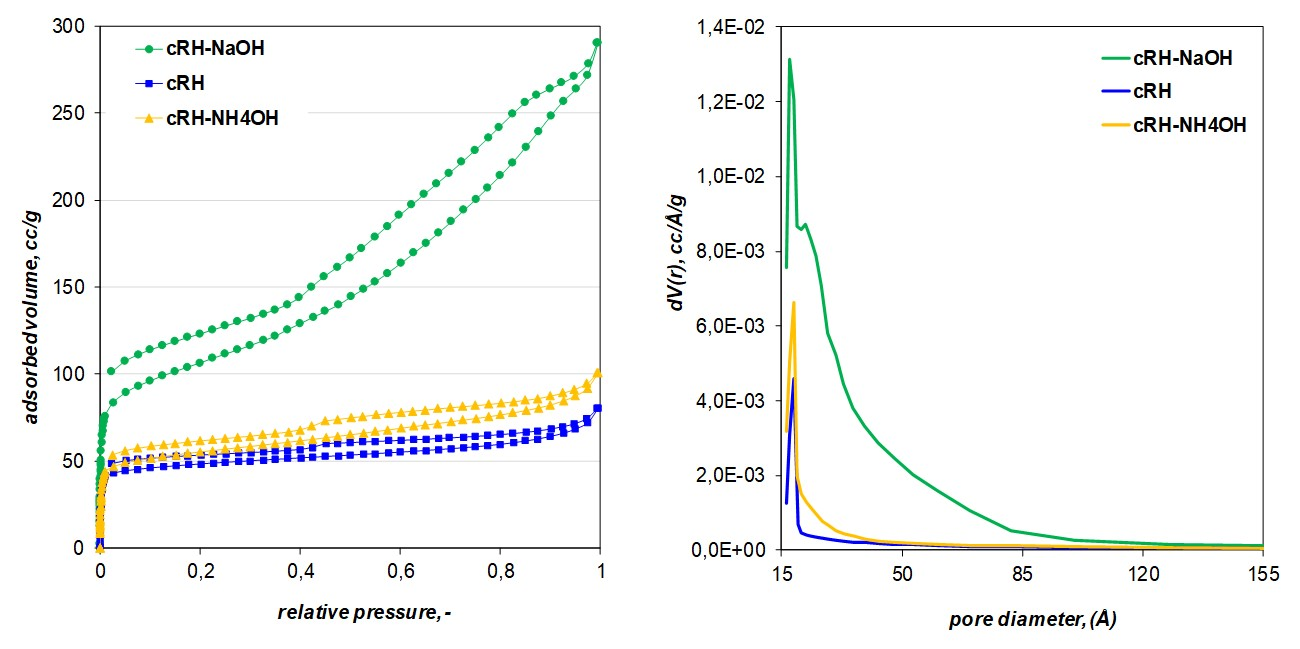 300
250
200
150
100
50
0
0
0,2
0,4
0,6
0,8
1
adsorbed volume, cc/g
relative pressure, -
cRH-NaOH
cRH
cRH-NH4OH
1,4E-02
1,2E-02
1,0E-02
8,0E-03
6,0E-03
4,0E-03
2,0E-03
0,0E+00
15
50
85
120
155
dV(r), cc/Å/g
pore diameter, (Å)
cRH-NaOH
cRH
cRH-NH4OH